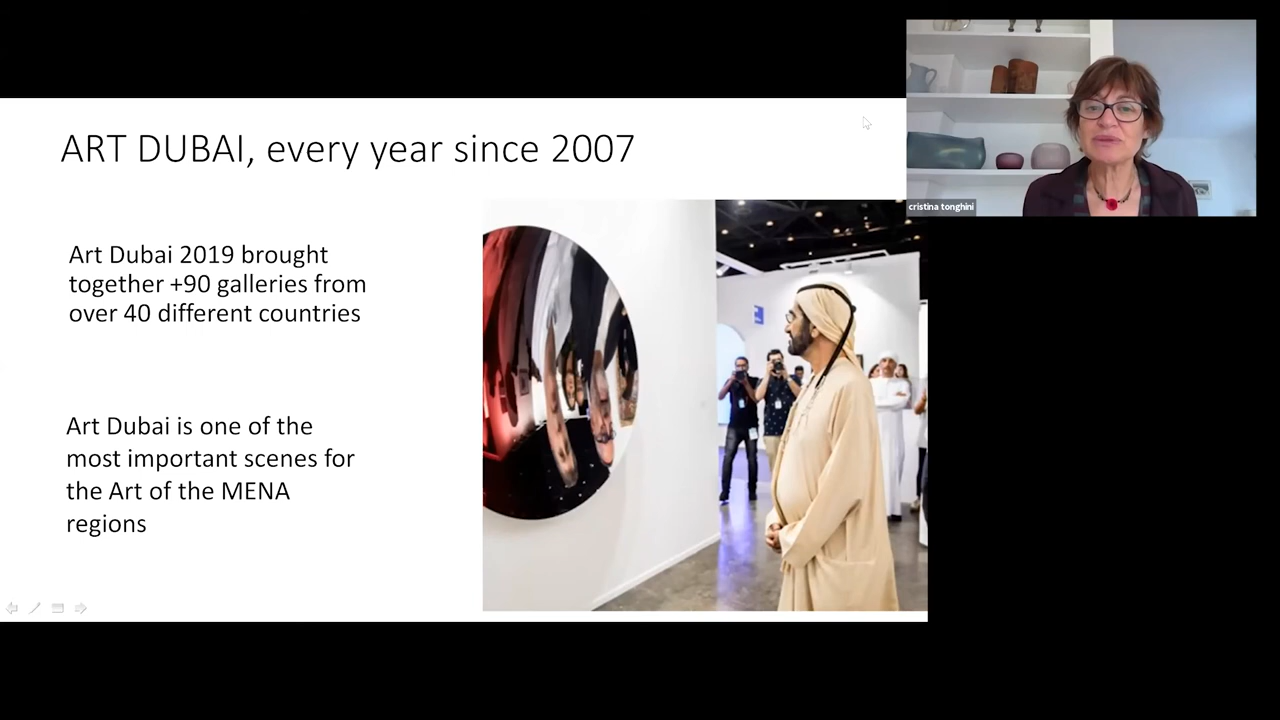 ART DUBAI, every year since 2007
Art Dubai 2019 brought
together +90 galleries from
over 40 different countries
Art Dubai is one of the
most important scenes for
the Art of the MENA
regions
cristina tonghini